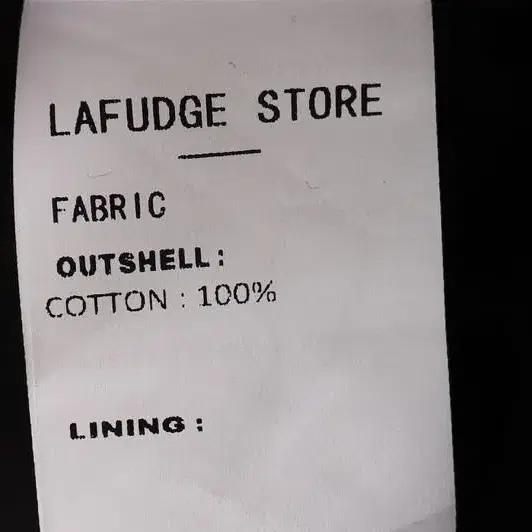 LAFUDGE STORE
FABRIC
OUTSHELL:
COTTON : 100%
LINING :